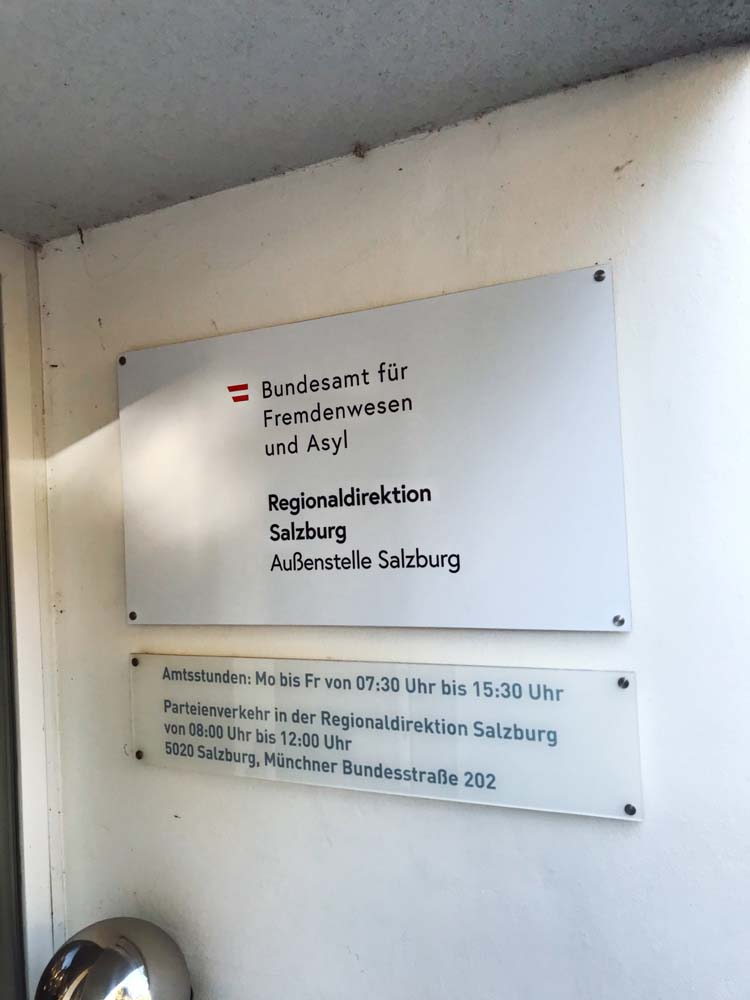 Bundesamt für
Fremdenwesen
und Asyl
Regionaldirektion
Salzburg
Außenstelle Salzburg
Amtsstunden: Mo bis Fr von 07:30 Uhr bis 15:30 Uhr
Parteienverkehr in der Regionaldirektion Salzburg
von 08:00 Uhr bis 12:00 Uhr
5020 Salzburg, Münchner Bundesstraße 202